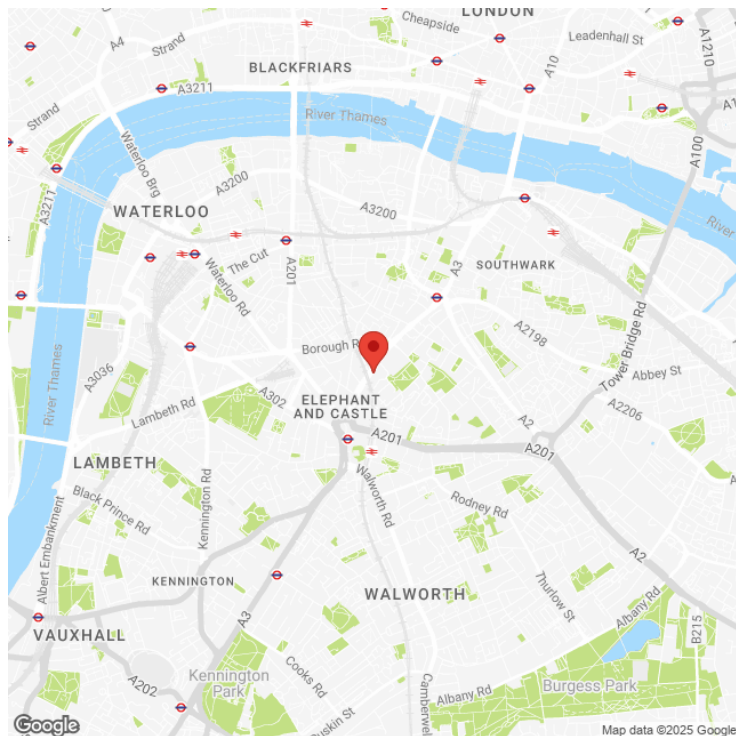 LONDON
Cheapside
A4
Strand
Leadenhall St
A1210
A10
BLACKFRIARS
A3211
Strand
River Thames
Waterloo Brg
A100
A3200
A3211
WATERLOO
A3200
River
The Cut
A201
A3
SOUTHWARK
Waterloo Rd
A2198
Tower Bridge Rd
Borough R
A3036
River Thames
Abbey St
Lambeth Rd
A302
ELEPHANT
AND CASTLE
A2
A2206
A201
A201
LAMBETH
Kennington Rd
Walworth Rd
Black Prince Rd
Rodney Rd
Albert Embankment
A2
KENNINGTON
WALWORTH
Thurlow St
Albany Rd
A3
VAUXHALL
B215
Cooks Rd
Kennington
Park
A202
Albany Rd
Burgess Park
Camberwel
Ruskin St
Google
Map data ©2025 Google